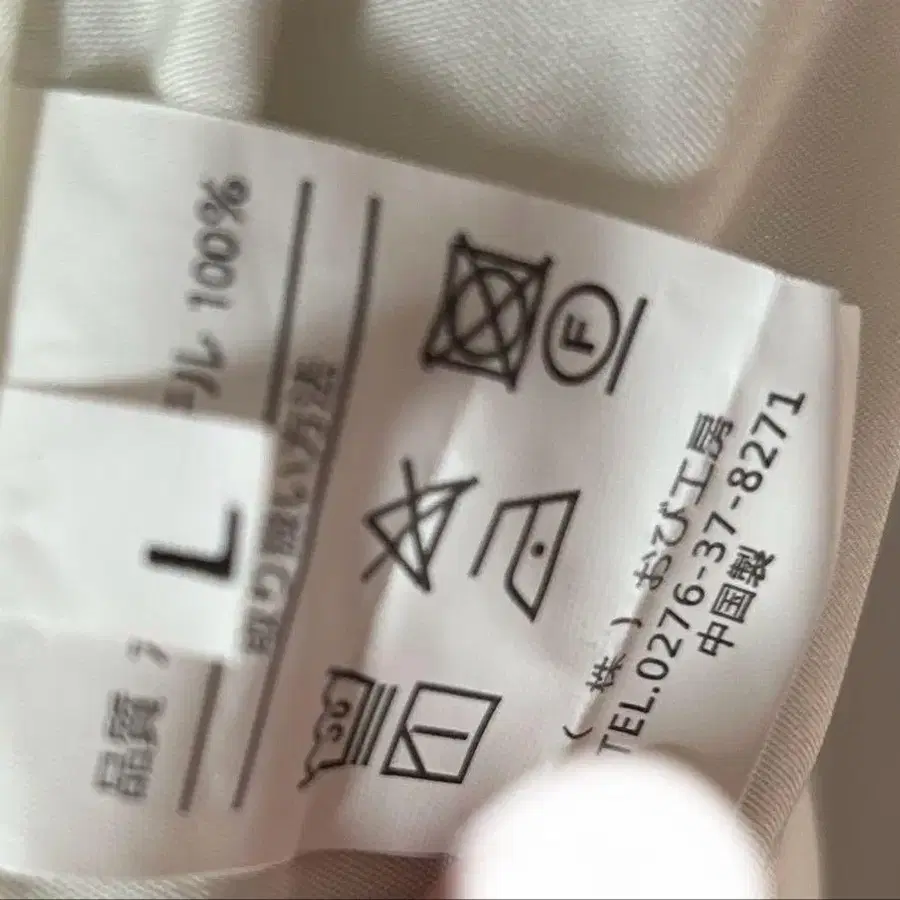 品質 リル 100%
L
取り扱い方法
F
(株)おび工房
TEL.0276-37-8271
中国製